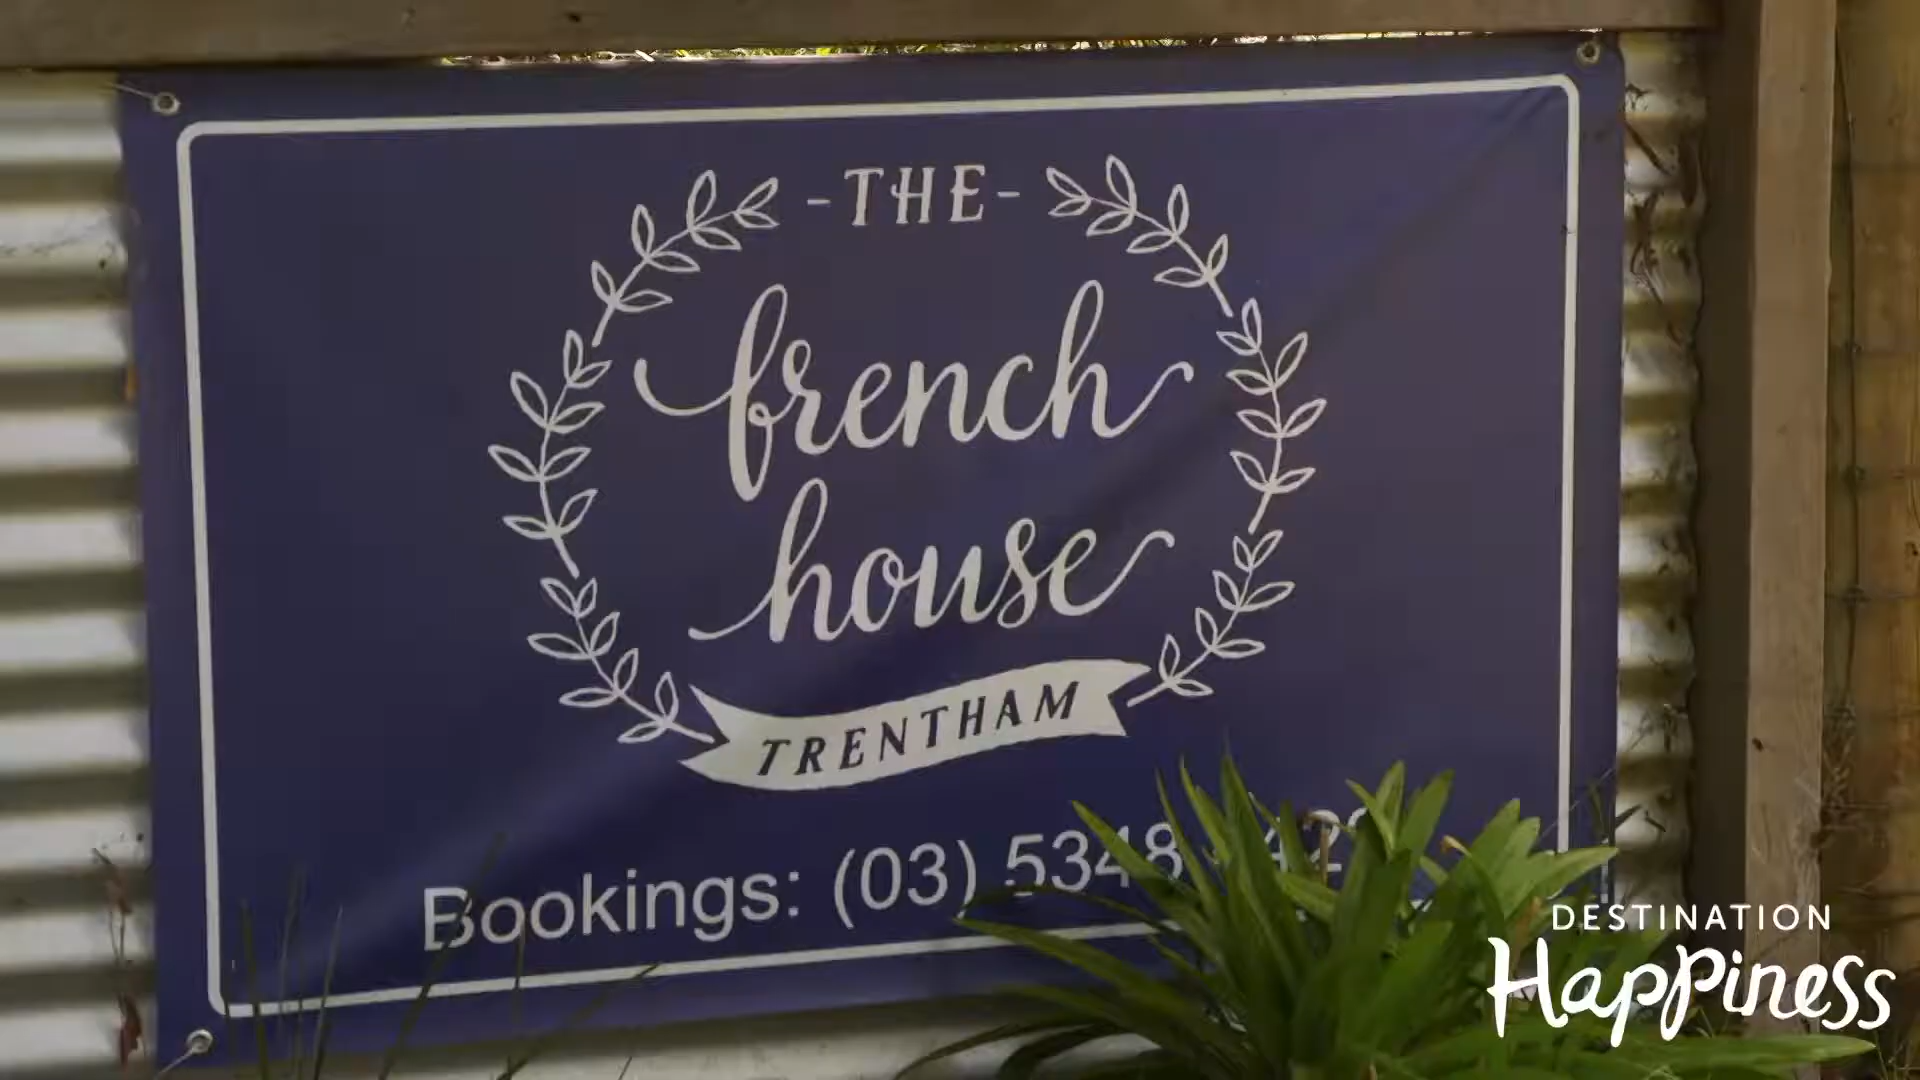 -THE-
french
house
TRENTHAM
Bookings: (03) 5348
DESTINATION
HaPPiness